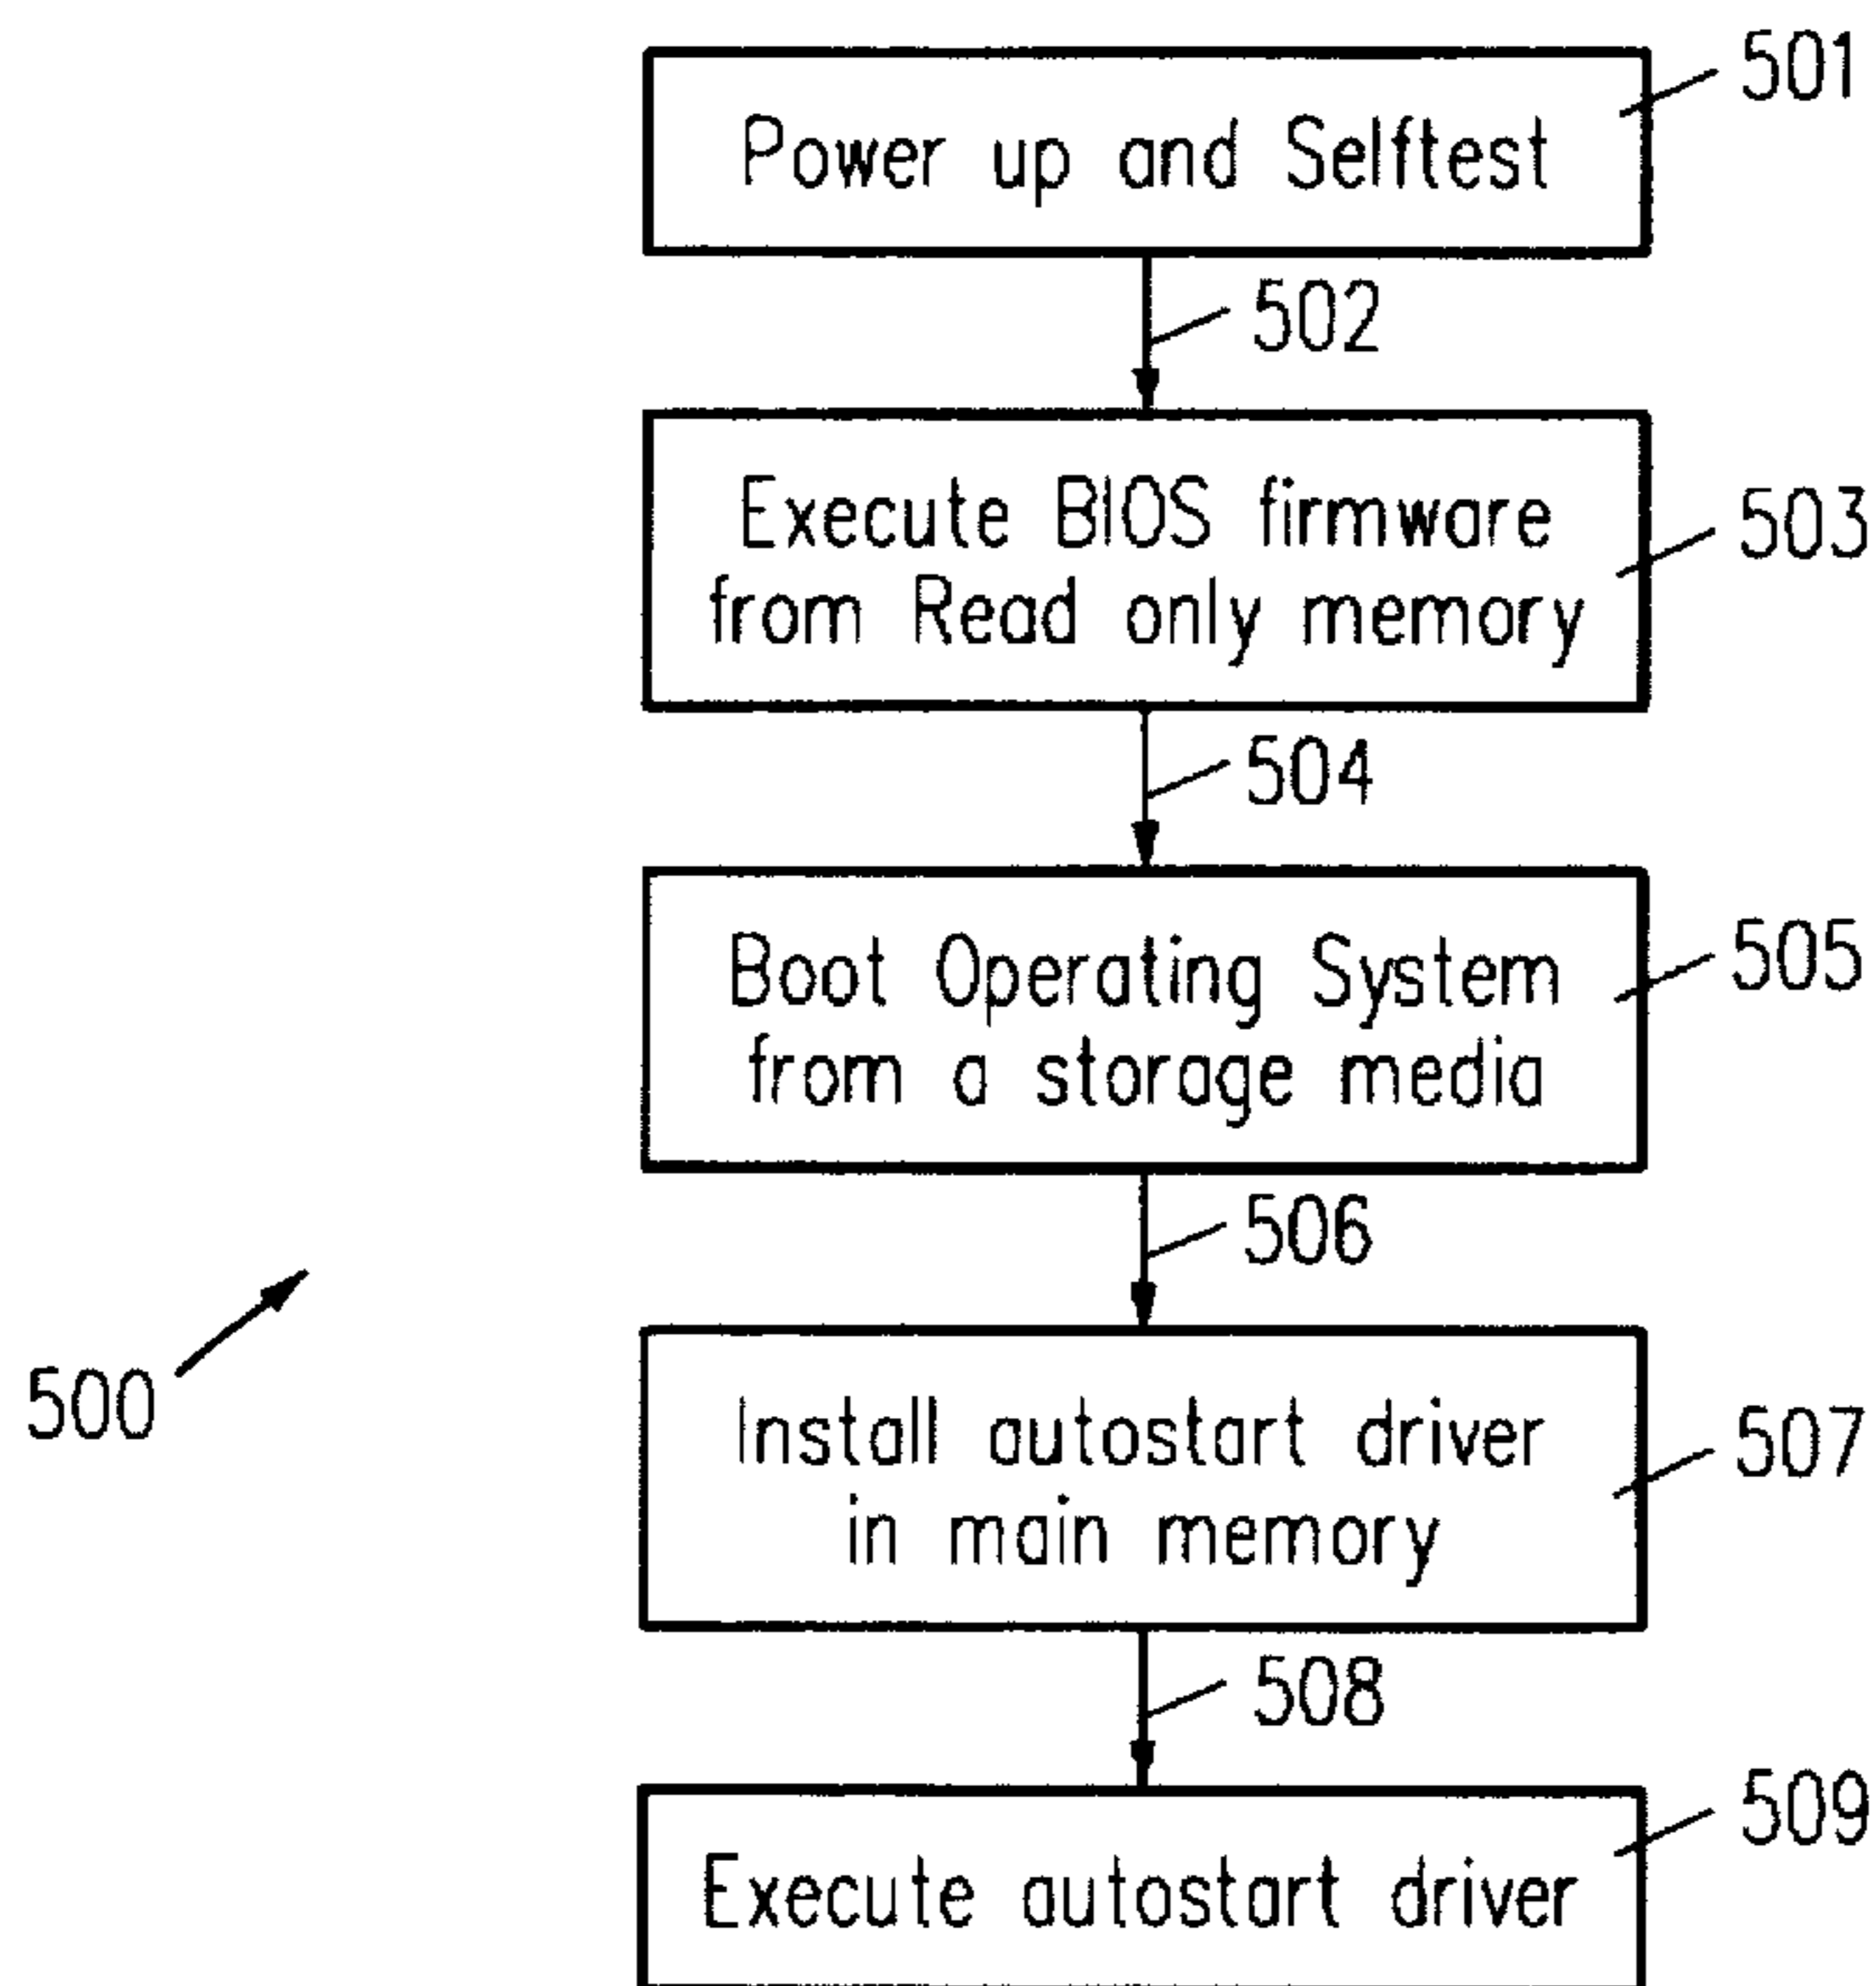 501
Power up and Selftest
502
Execute BIOS firmware
from Read only memory
503
504
Boot Operating System
from a storage media
505
506
500
Install autostart driver
in main memory
507
508
509
Execute autostart driver